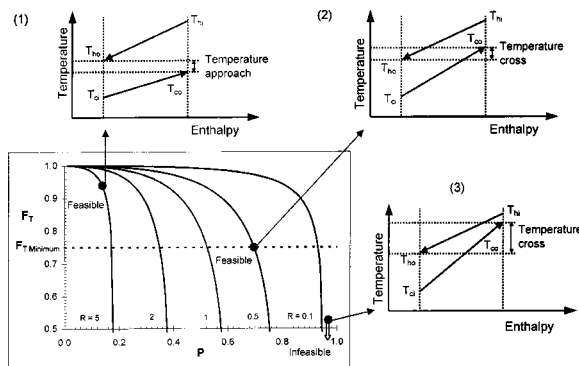 (1)
Temperature
T_hi
T_ho
Temperature
approach
T_ci
T_co
Enthalpy
(2)
Temperature
T_hi
T_co
Temperature
cross
T_ho
T_ci
Enthalpy
(3)
Temperature
T_hi
Temperature
cross
T_co
T_ho
T_ci
Enthalpy
F_T
1.0
0.9
0.8
0.7
0.6
0.5
F_T Minimum
Feasible
Feasible
R = 5
2
1
0.5
R = 0.1
0.0
0.2
0.4
0.6
0.8
1.0
P
Infeasible